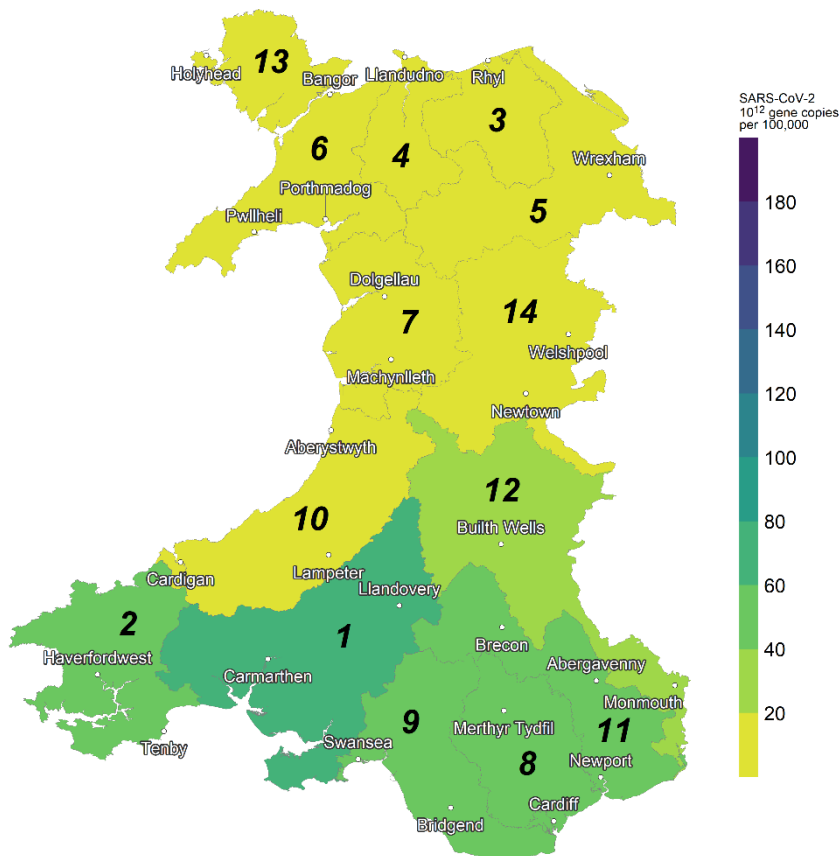 13
Holyhead
Bangor
Llandudno
Rhyl
3
SARS-CoV-2
10¹² gene copies
per 100,000
6
4
Wrexham
Porthmadog
5
Pwllheli
180
160
140
120
100
80
60
40
20
Dolgellau
7
14
Welshpool
Machynlleth
Newtown
Aberystwyth
12
10
Builth Wells
Cardigan
Lampeter
Llandovery
2
1
Brecon
Haverfordwest
Carmarthen
Abergavenny
Monmouth
9
Merthyr Tydfil
11
Tenby
Swansea
8
Newport
Bridgend
Cardiff